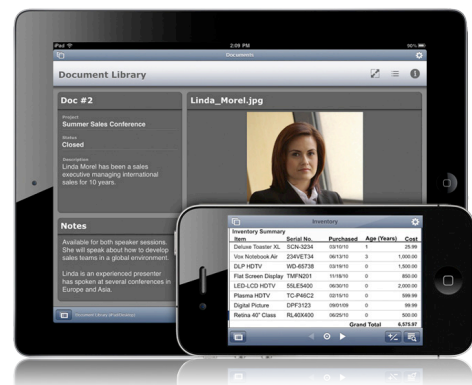 iPad
2:09 PM
90%
Documents
Document Library
Doc #2
Project
Summer Sales Conference
Status
Closed
Description
Linda Morel has been a sales
executive managing international
sales for 10 years.
Notes
Available for both speaker sessions.
She will speak about how to develop
sales teams in a global environment.
Linda is an experienced presenter
has spoken at several conferences in
Europe and Asia.
Linda_Morel.jpg
Inventory
Inventory Summary
Item Serial No. Purchased Age (Years) Cost
Deluxe Toaster XL SCN-3234 03/10/10 1 25.99
Vox Notebook Air 234VET34 06/13/10 3 1,000.00
DLP HDTV WD-65738 03/19/10 0 1,500.00
Flat Screen Display TMFN201 11/18/10 0 850.00
LED-LCD HDTV 55LE5400 06/30/10 0 2,000.00
Plasma HDTV TC-P46C2 02/15/10 0 599.99
Digital Picture DPF3123 09/01/09 0 99.99
Retina 40" Class RL40X400 06/25/10 0 500.00
Grand Total 6,575.97